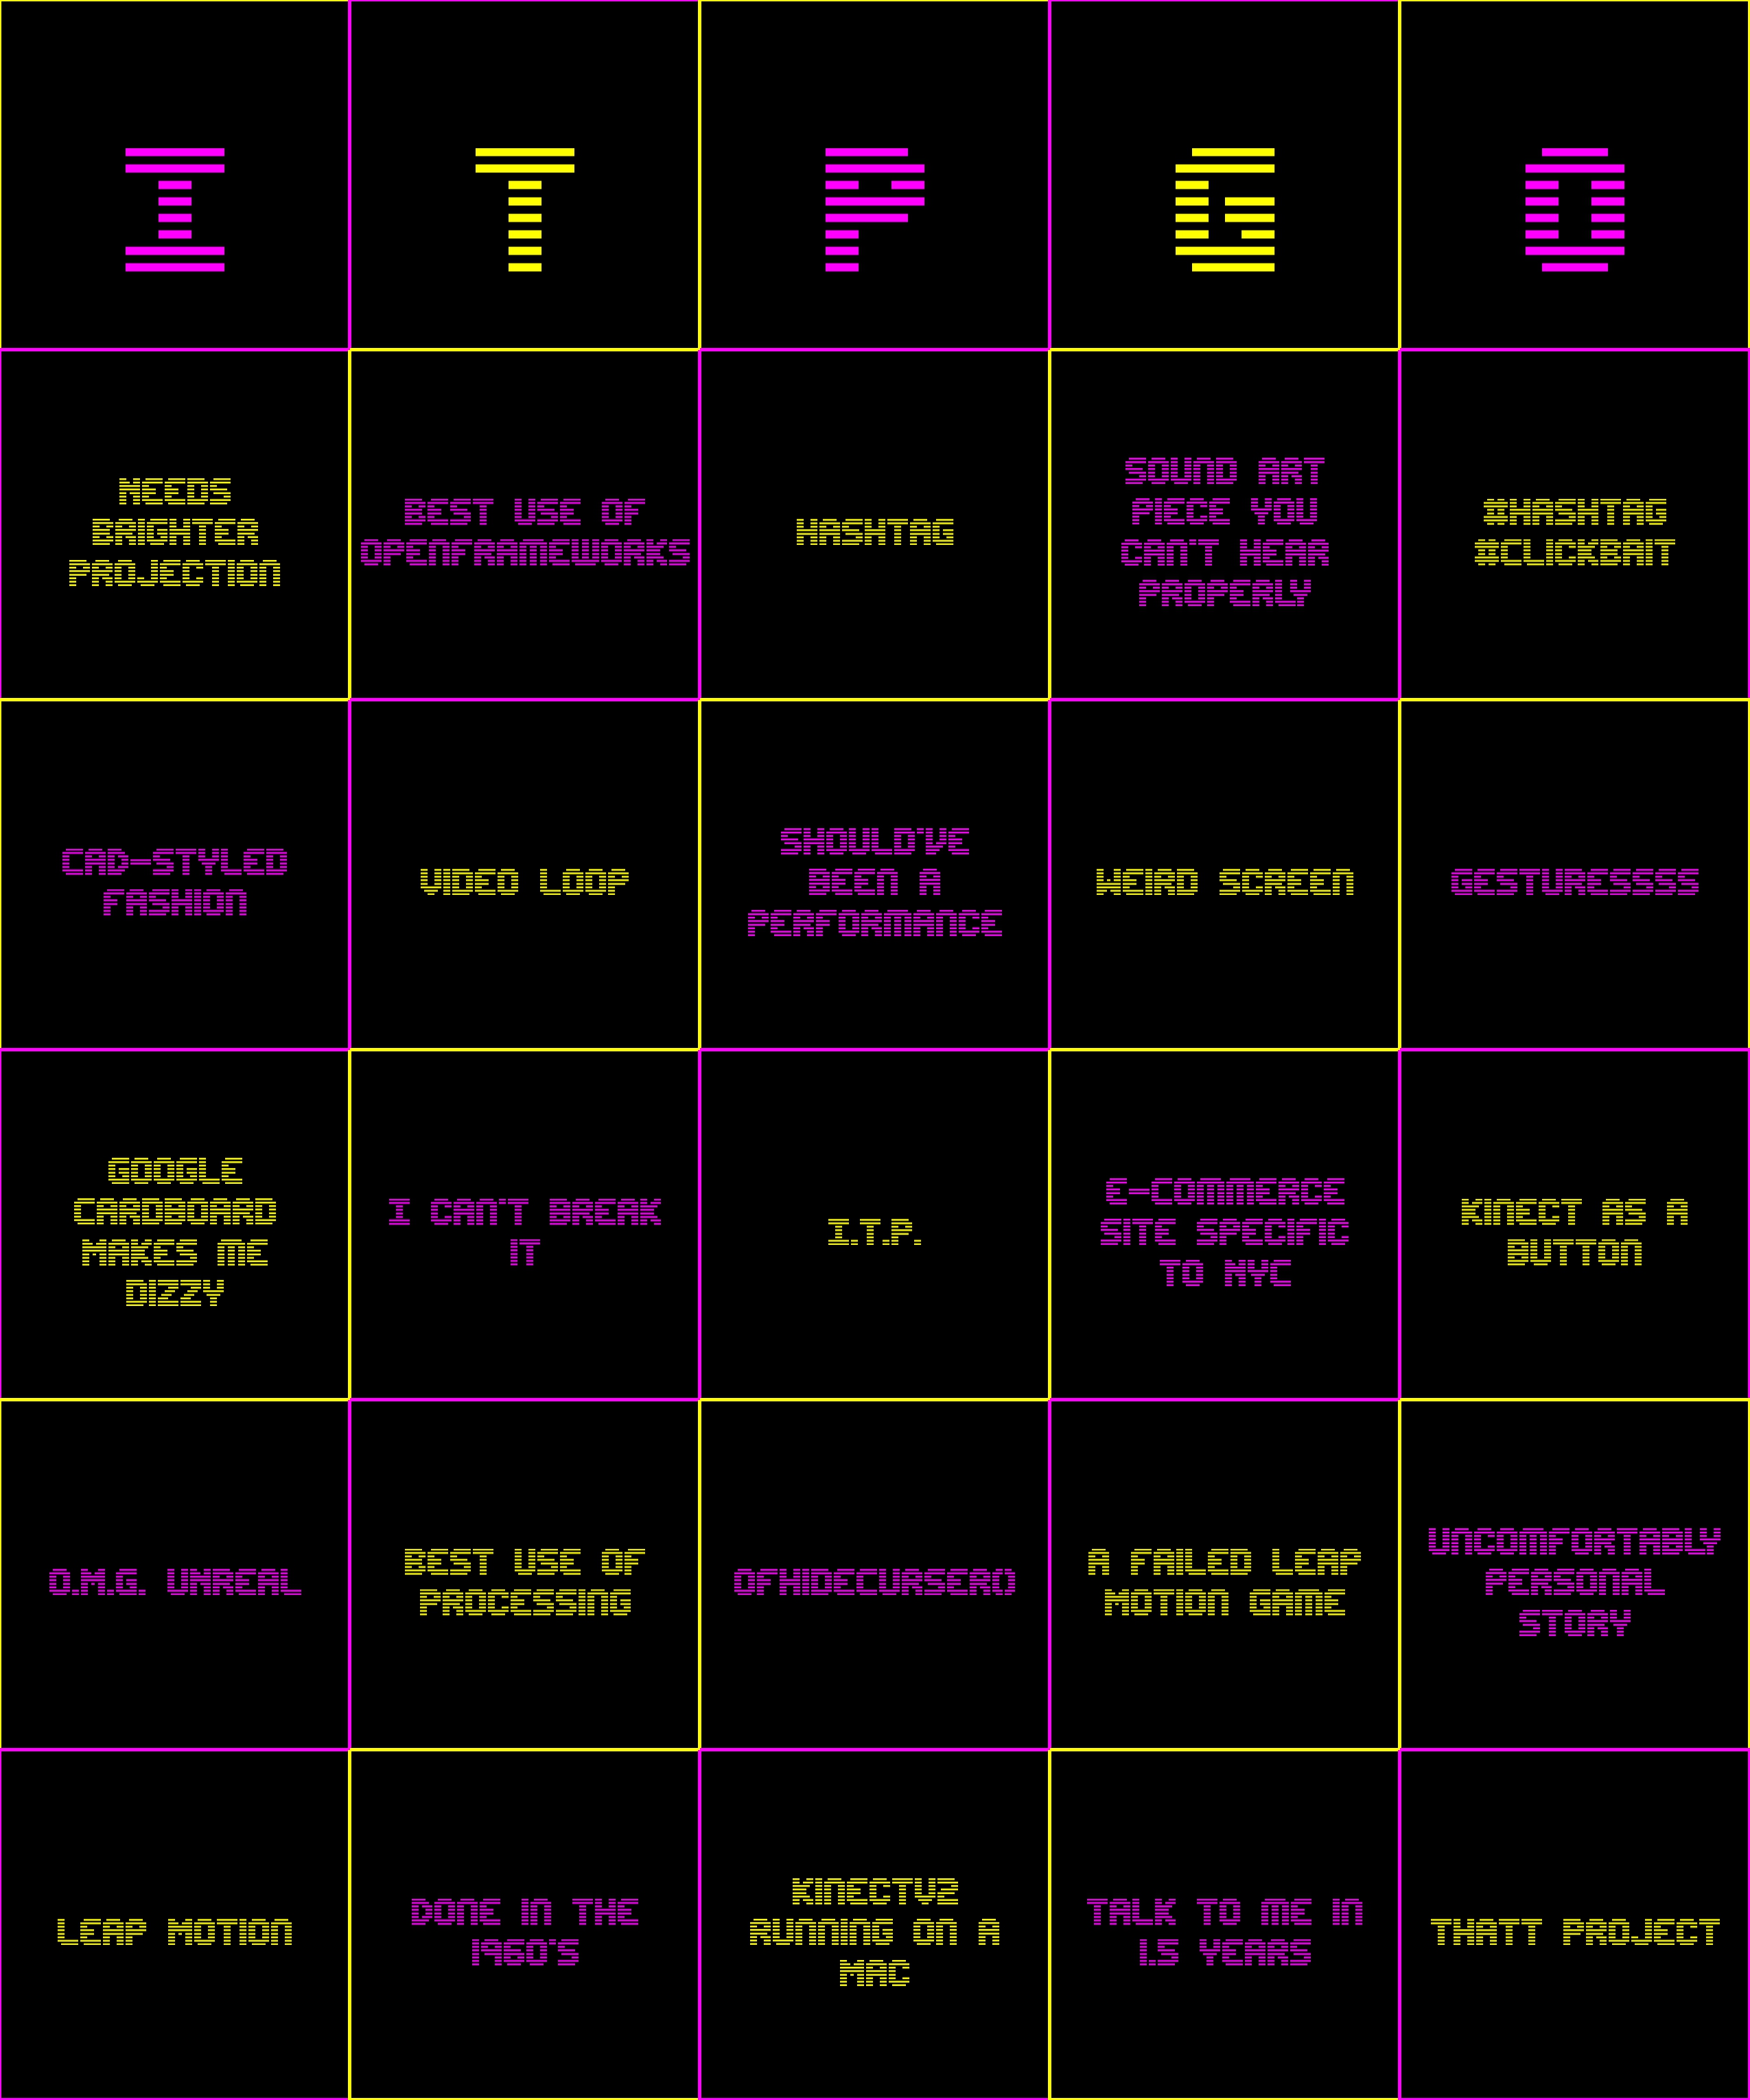 I T P G O
NEEDS
BRIGHTER
PROJECTION
BEST USE OF
OPENFRAMEWORKS
HASHTAG
SOUND ART
PIECE YOU
CAN'T HEAR
PROPERLY
#HASHTAG
#CLICKBAIT
CAD-STYLED
FASHION
VIDEO LOOP
SHOULD'VE
BEEN A
PERFORMANCE
WEIRD SCREEN
GESTURESSSS
GOOGLE
CARDBOARD
MAKES ME
DIZZY
I CAN'T BREAK
IT
I.T.P.
E-COMMERCE
SITE SPECIFIC
TO NYC
KINECT AS A
BUTTON
O.M.G. UNREAL
BEST USE OF
PROCESSING
OFHIDECURSER()
A FAILED LEAP
MOTION GAME
UNCOMFORTABLY
PERSONAL
STORY
LEAP MOTION
DONE IN THE
1960'S
KINECTV2
RUNNING ON A
MAC
TALK TO ME IN
1.5 YEARS
THATT PROJECT